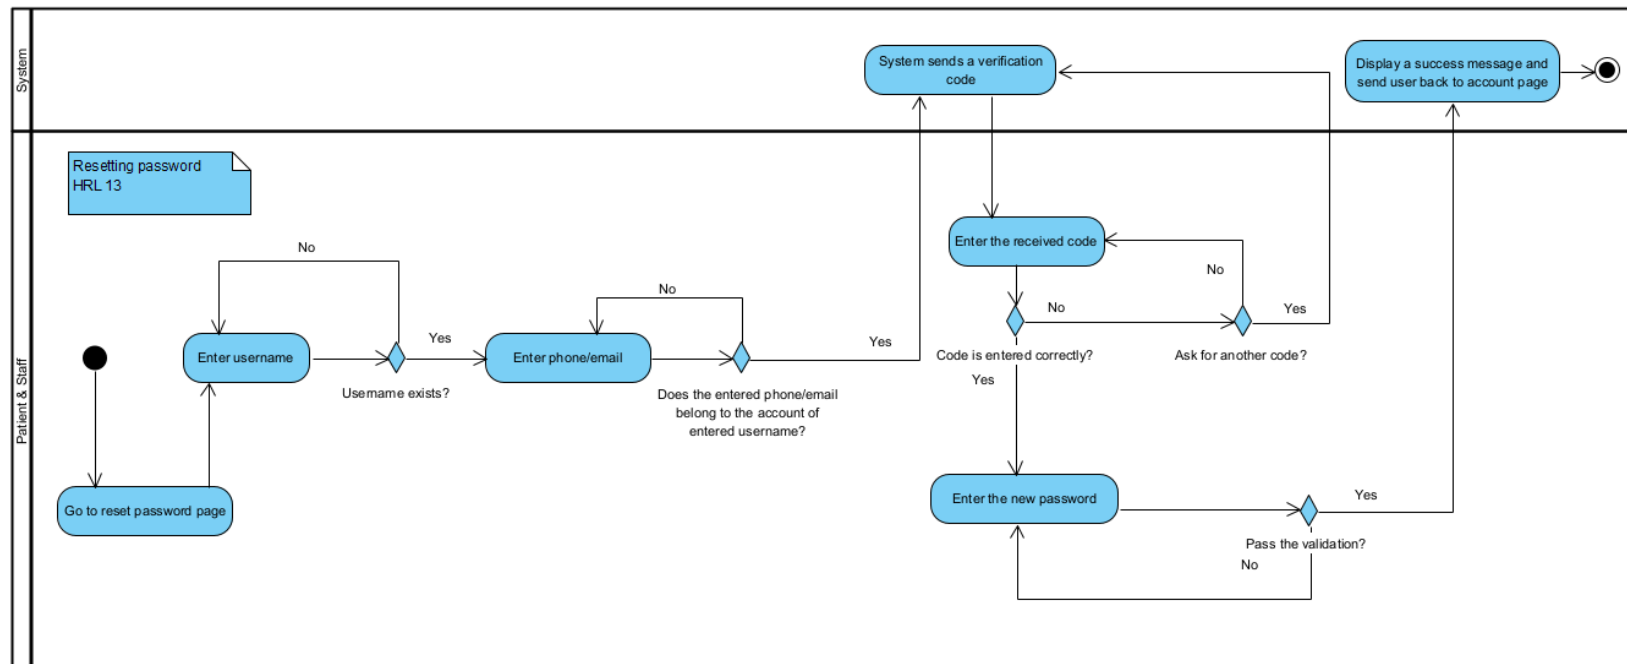 System
System sends a verification
code
Display a success message and
send user back to account page
Patient & Staff
Resetting password
HRL 13
No
Enter username
Yes
Username exists?
Go to reset password page
No
Enter phone/email
Yes
Does the entered phone/email
belong to the account of
entered username?
Enter the received code
No
No
Yes
Code is entered correctly?
Ask for another code?
Yes
Enter the new password
Yes
Pass the validation?
No